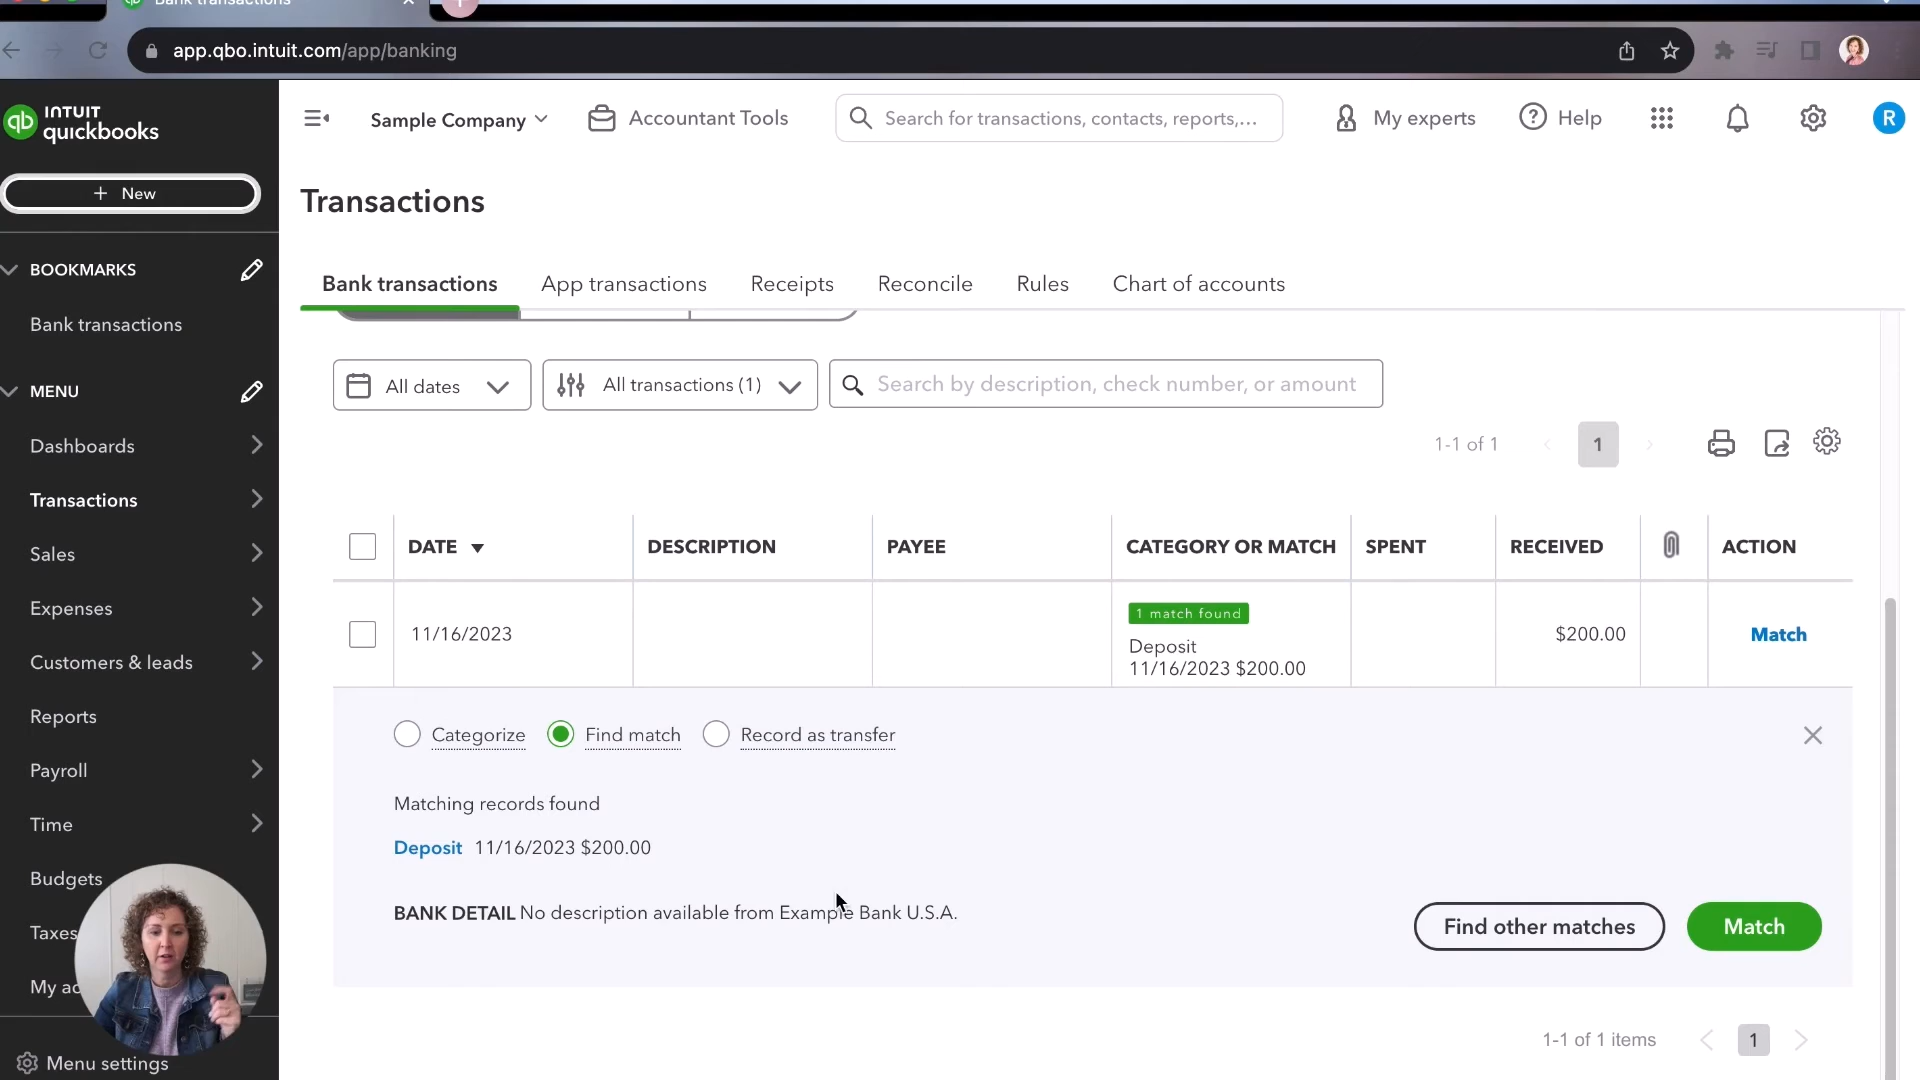 Bank transactions
app.qbo.intuit.com/app/banking
INTUIT
quickbooks
qb
Sample Company
Accountant Tools
Search for transactions, contacts, reports,...
My experts
Help
R
+ New
BOOKMARKS
Bank transactions
MENU
Dashboards
Transactions
Sales
Expenses
Customers & leads
Reports
Payroll
Time
Budgets
Taxes
My ac
Menu settings
Transactions
Bank transactions
App transactions
Receipts
Reconcile
Rules
Chart of accounts
All dates
All transactions (1)
Search by description, check number, or amount
1-1 of 1
1
DATE
DESCRIPTION
PAYEE
CATEGORY OR MATCH
SPENT
RECEIVED
ACTION
11/16/2023
1 match found
Deposit
11/16/2023 $200.00
$200.00
Match
Categorize
Find match
Record as transfer
Matching records found
Deposit 11/16/2023 $200.00
BANK DETAIL No description available from Example Bank U.S.A.
Find other matches
Match
1-1 of 1 items
1